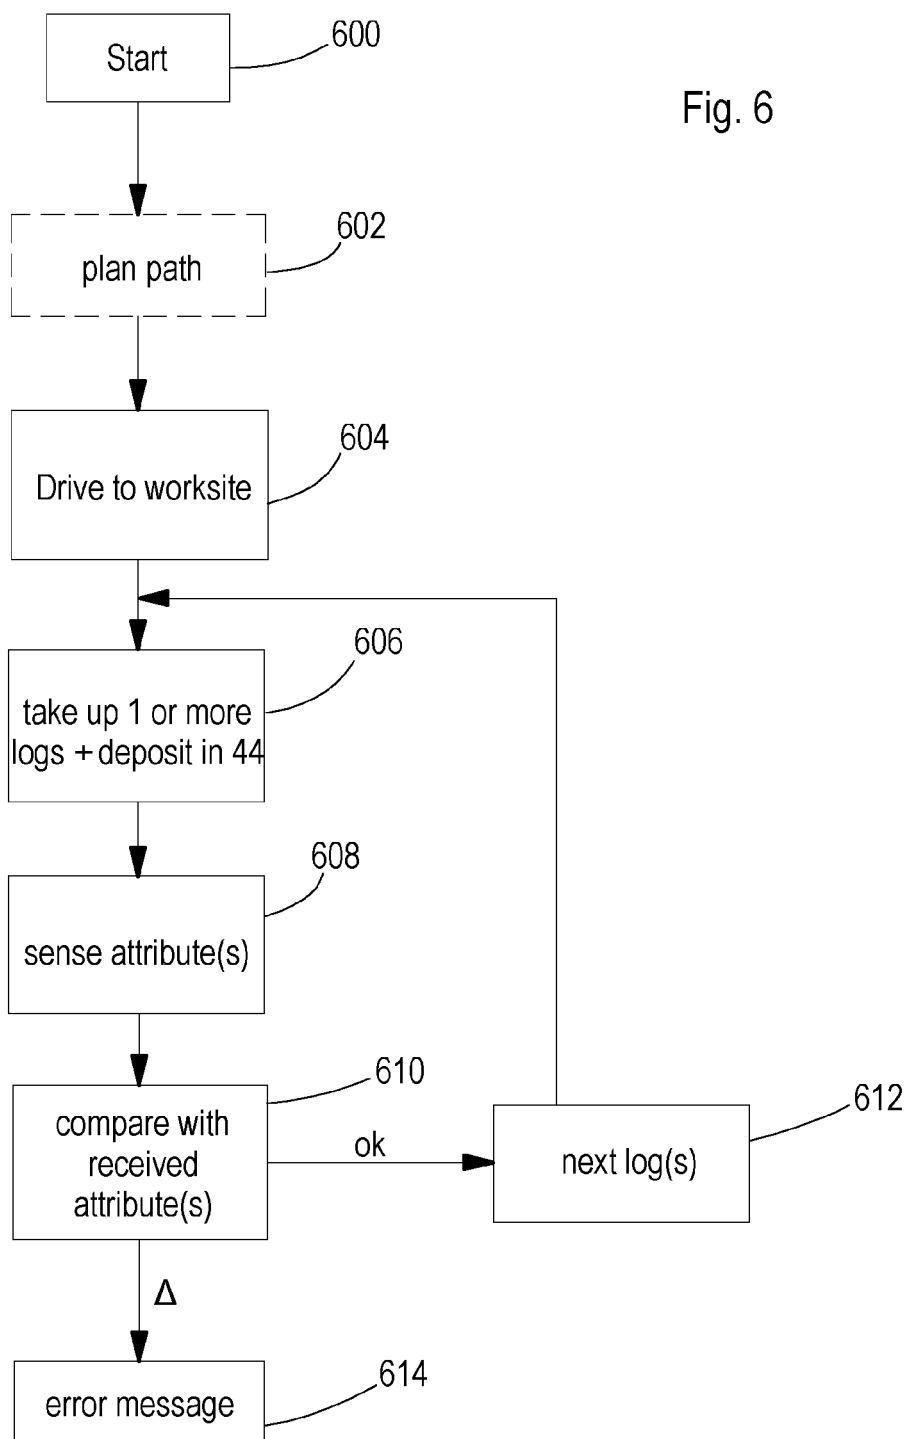 600
Start
Fig. 6
602
plan path
604
Drive to worksite
606
take up 1 or more
logs + deposit in 44
608
sense attribute(s)
610
compare with
received
attribute(s)
ok
612
next log(s)
Δ
614
error message